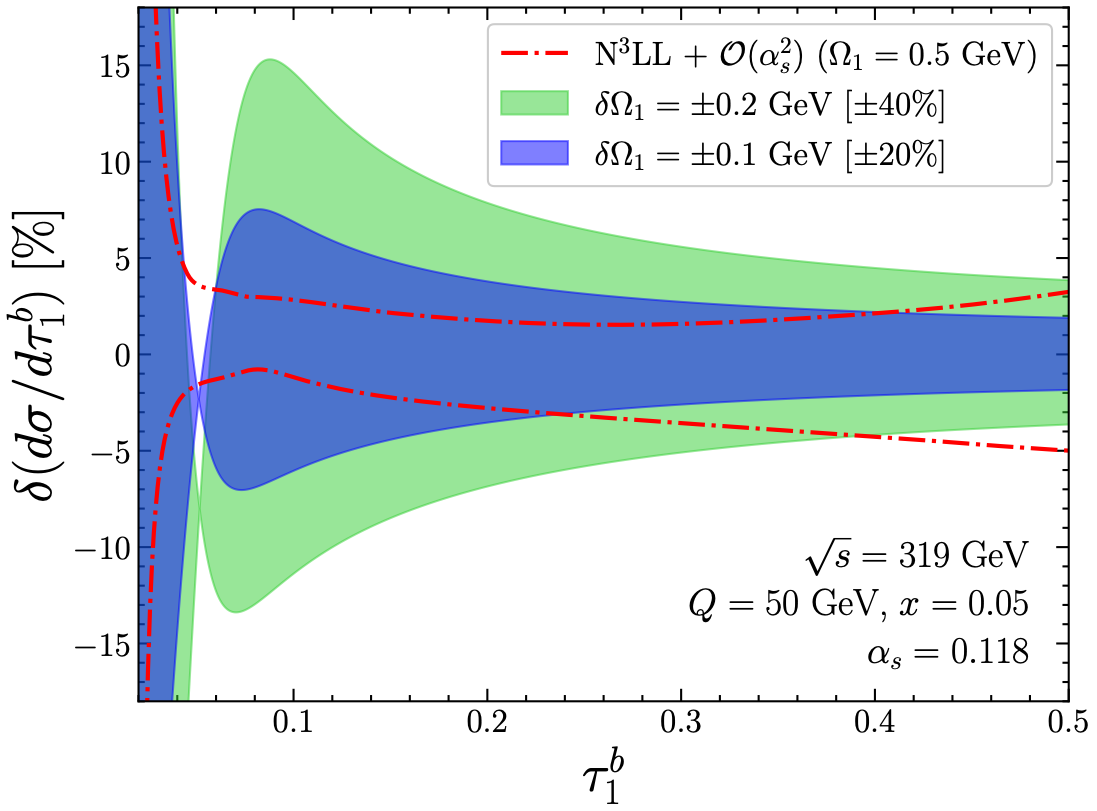 N³LL + 𝒪(αₛ²) (Ω₁ = 0.5 GeV)
δΩ₁ = ±0.2 GeV [±40%]
δΩ₁ = ±0.1 GeV [±20%]
δ(dσ/dτ₁ᵇ) [%]
15
10
5
0
−5
−10
−15
√s = 319 GeV
Q = 50 GeV, x = 0.05
αₛ = 0.118
0.1 0.2 0.3 0.4 0.5
τ₁ᵇ